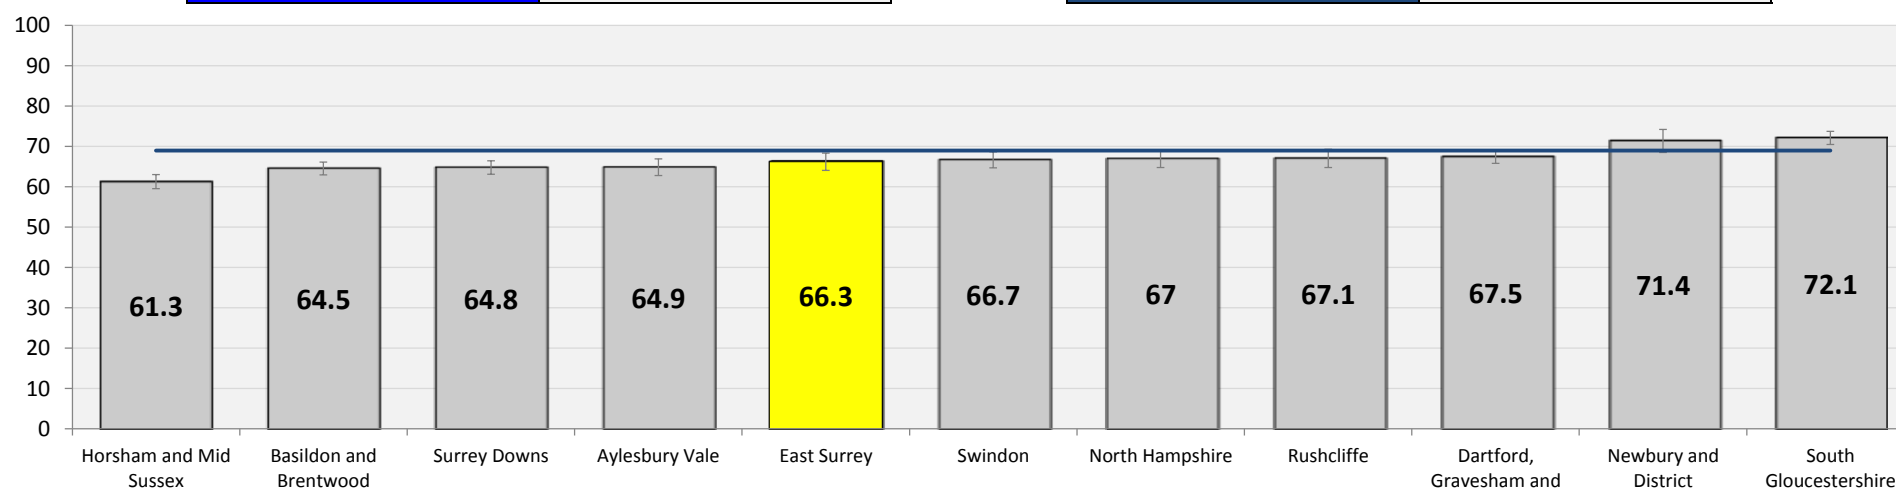 100
90
80
70
60
50
40
30
20
10
0
61.3
64.5
64.8
64.9
66.3
66.7
67
67.1
67.5
71.4
72.1
Horsham and Mid
Sussex
Basildon and
Brentwood
Surrey Downs
Aylesbury Vale
East Surrey
Swindon
North Hampshire
Rushcliffe
Dartford,
Gravesham and
Newbury and
District
South
Gloucestershire